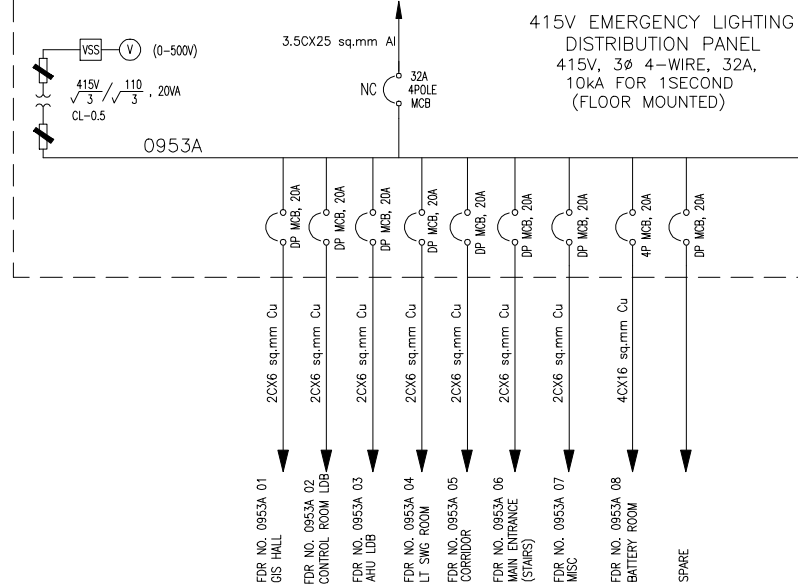 415V EMERGENCY LIGHTING
DISTRIBUTION PANEL
415V, 3ø 4-WIRE, 32A,
10kA FOR 1SECOND
(FLOOR MOUNTED)
3.5CX25 sq.mm Al
VSS
V
(0-500V)
415V
3
/
110
3
, 20VA
CL-0.5
NC
32A
4POLE
MCB
0953A
DP MCB, 20A
DP MCB, 20A
DP MCB, 20A
DP MCB, 20A
DP MCB, 20A
DP MCB, 20A
DP MCB, 20A
4P MCB, 20A
DP MCB, 20A
2CX6 sq.mm Cu
2CX6 sq.mm Cu
2CX6 sq.mm Cu
2CX6 sq.mm Cu
2CX6 sq.mm Cu
2CX6 sq.mm Cu
2CX6 sq.mm Cu
4CX16 sq.mm Cu
FDR NO. 0953A 01
GIS HALL
FDR NO. 0953A 02
CONTROL ROOM LDB
FDR NO. 0953A 03
AHU LDB
FDR NO. 0953A 04
LT SWG ROOM
FDR NO. 0953A 05
CORRIDOR
FDR NO. 0953A 06
MAIN ENTRANCE
(STAIRS)
FDR NO. 0953A 07
MISC
FDR NO. 0953A 08
BATTERY ROOM
SPARE